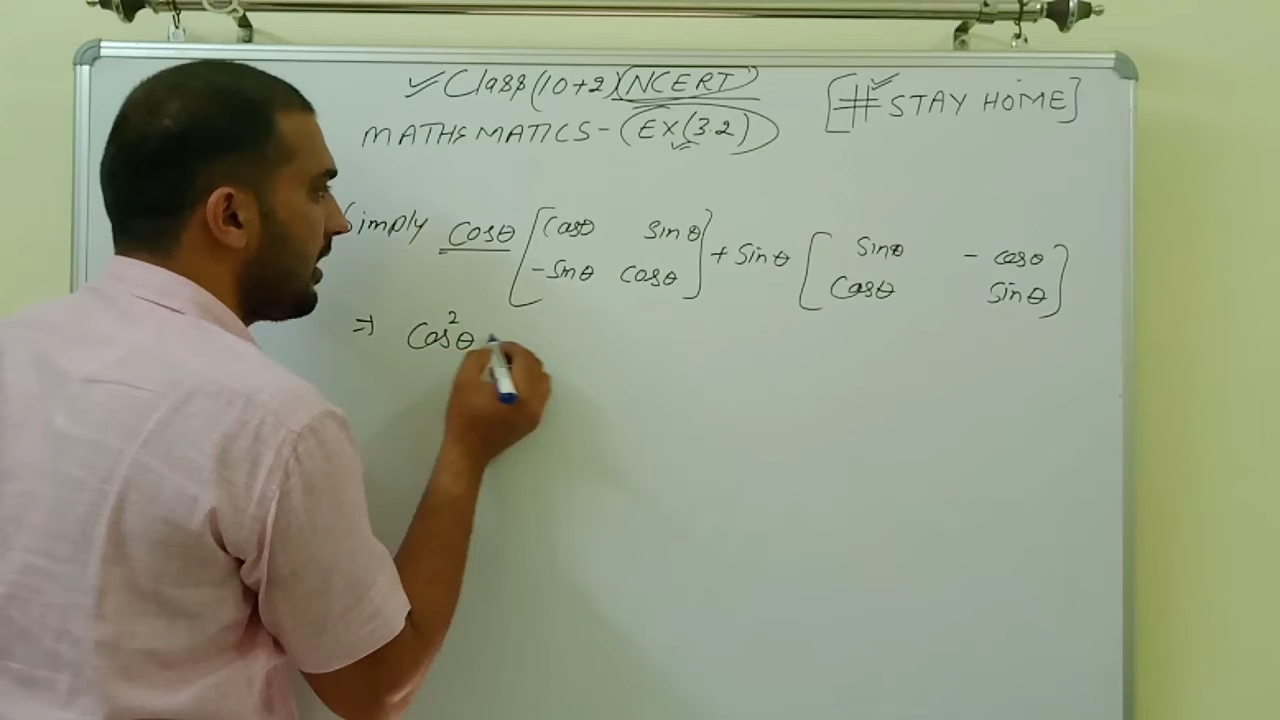 ✓Class(10+2)(NCERT)
[#STAY HOME]
MATHEMATICS-(EX(3.2)
Simply Cosθ [Cosθ sinθ -Sinθ cosθ] + Sinθ [Sinθ - cosθ Cosθ Sinθ]
⇒ Cos²θ